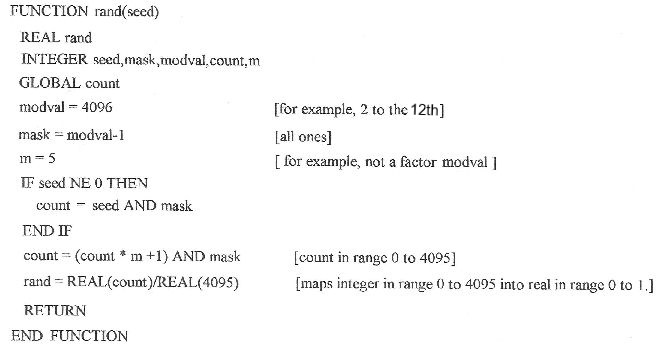 FUNCTION rand(seed)
REAL rand
INTEGER seed,mask,modval,count,m
GLOBAL count
modval = 4096 [for example, 2 to the 12th]
mask = modval-1 [all ones]
m = 5 [ for example, not a factor modval ]
IF seed NE 0 THEN
count = seed AND mask
END IF
count = (count * m +1) AND mask [count in range 0 to 4095]
rand = REAL(count)/REAL(4095) [maps integer in range 0 to 4095 into real in range 0 to 1.]
RETURN
END FUNCTION